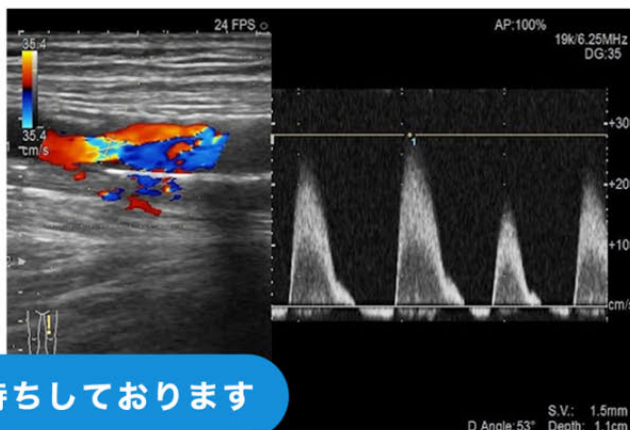 24 FPS
AP:100%
19k/6.25MHz
DG:35
35.4
35.4
cm/s
+30
1
+20
+10
cm/s
待ちしております
S.V.: 1.5mm
D Angle:53° Depth: 1.1cm